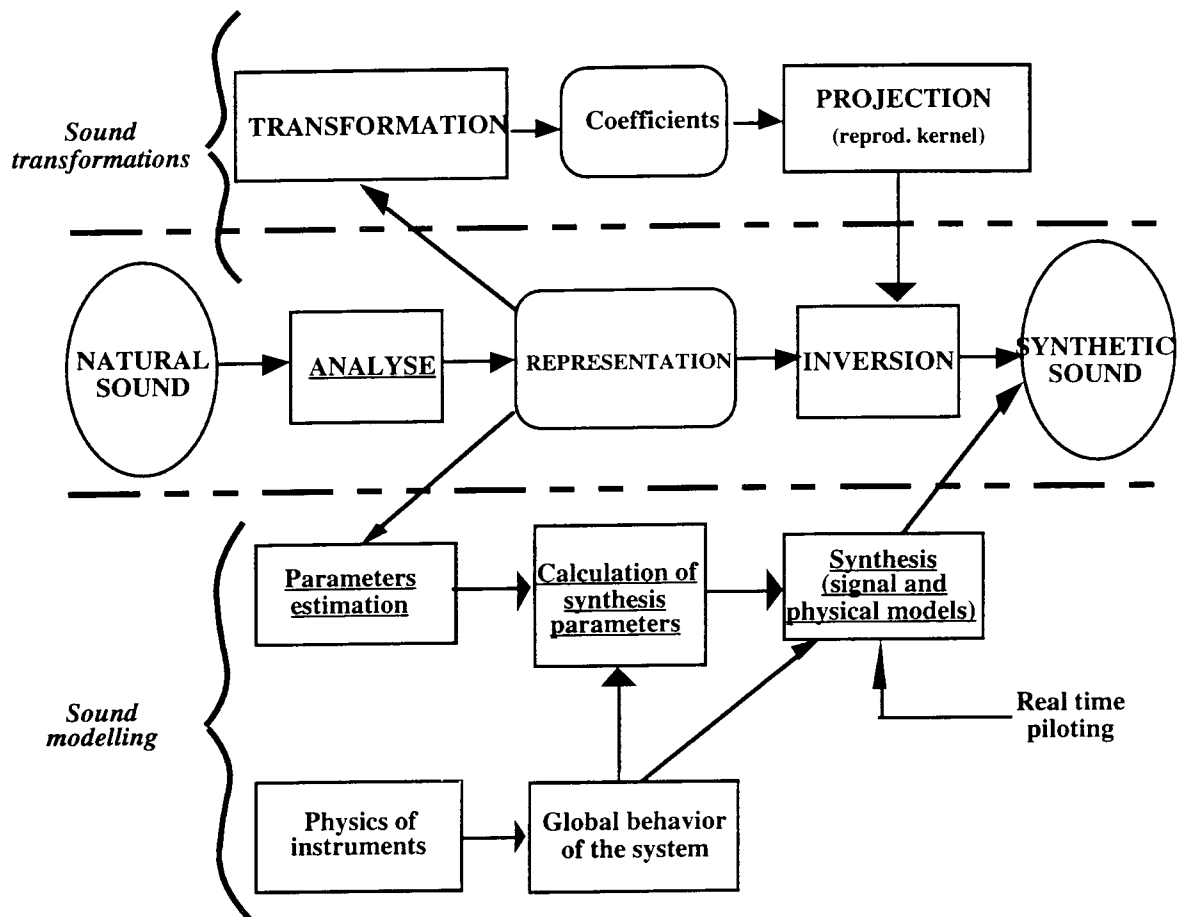 Sound
transformations
TRANSFORMATION
Coefficients
PROJECTION
(reprod. kernel)
NATURAL
SOUND
ANALYSE
REPRESENTATION
INVERSION
SYNTHETIC
SOUND
Sound
modelling
Parameters
estimation
Calculation of
synthesis
parameters
Synthesis
(signal and
physical models)
Real time
piloting
Physics of
instruments
Global behavior
of the system